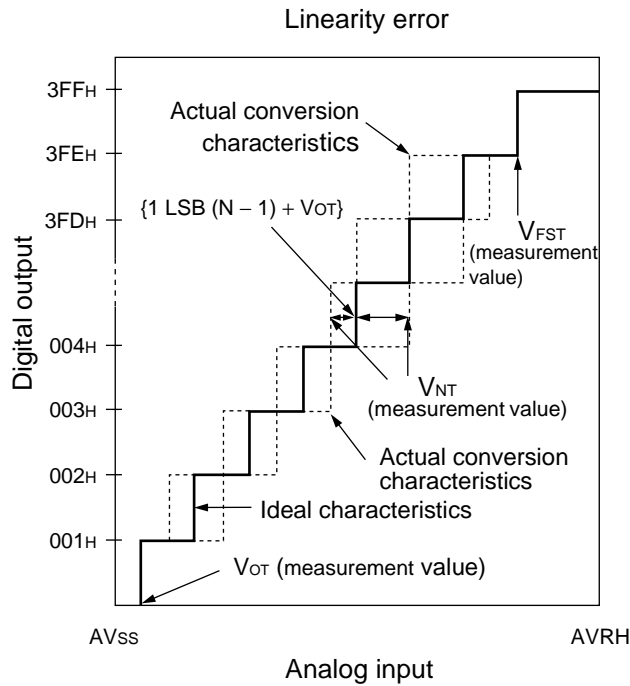 Linearity error
3FFH
Actual conversion
characteristics
3FEH
{1 LSB (N − 1) + VOT}
3FDH
VFST
(measurement
value)
Digital output
004H
VNT
(measurement value)
003H
Actual conversion
characteristics
002H
Ideal characteristics
001H
VOT (measurement value)
AVSS
AVRH
Analog input